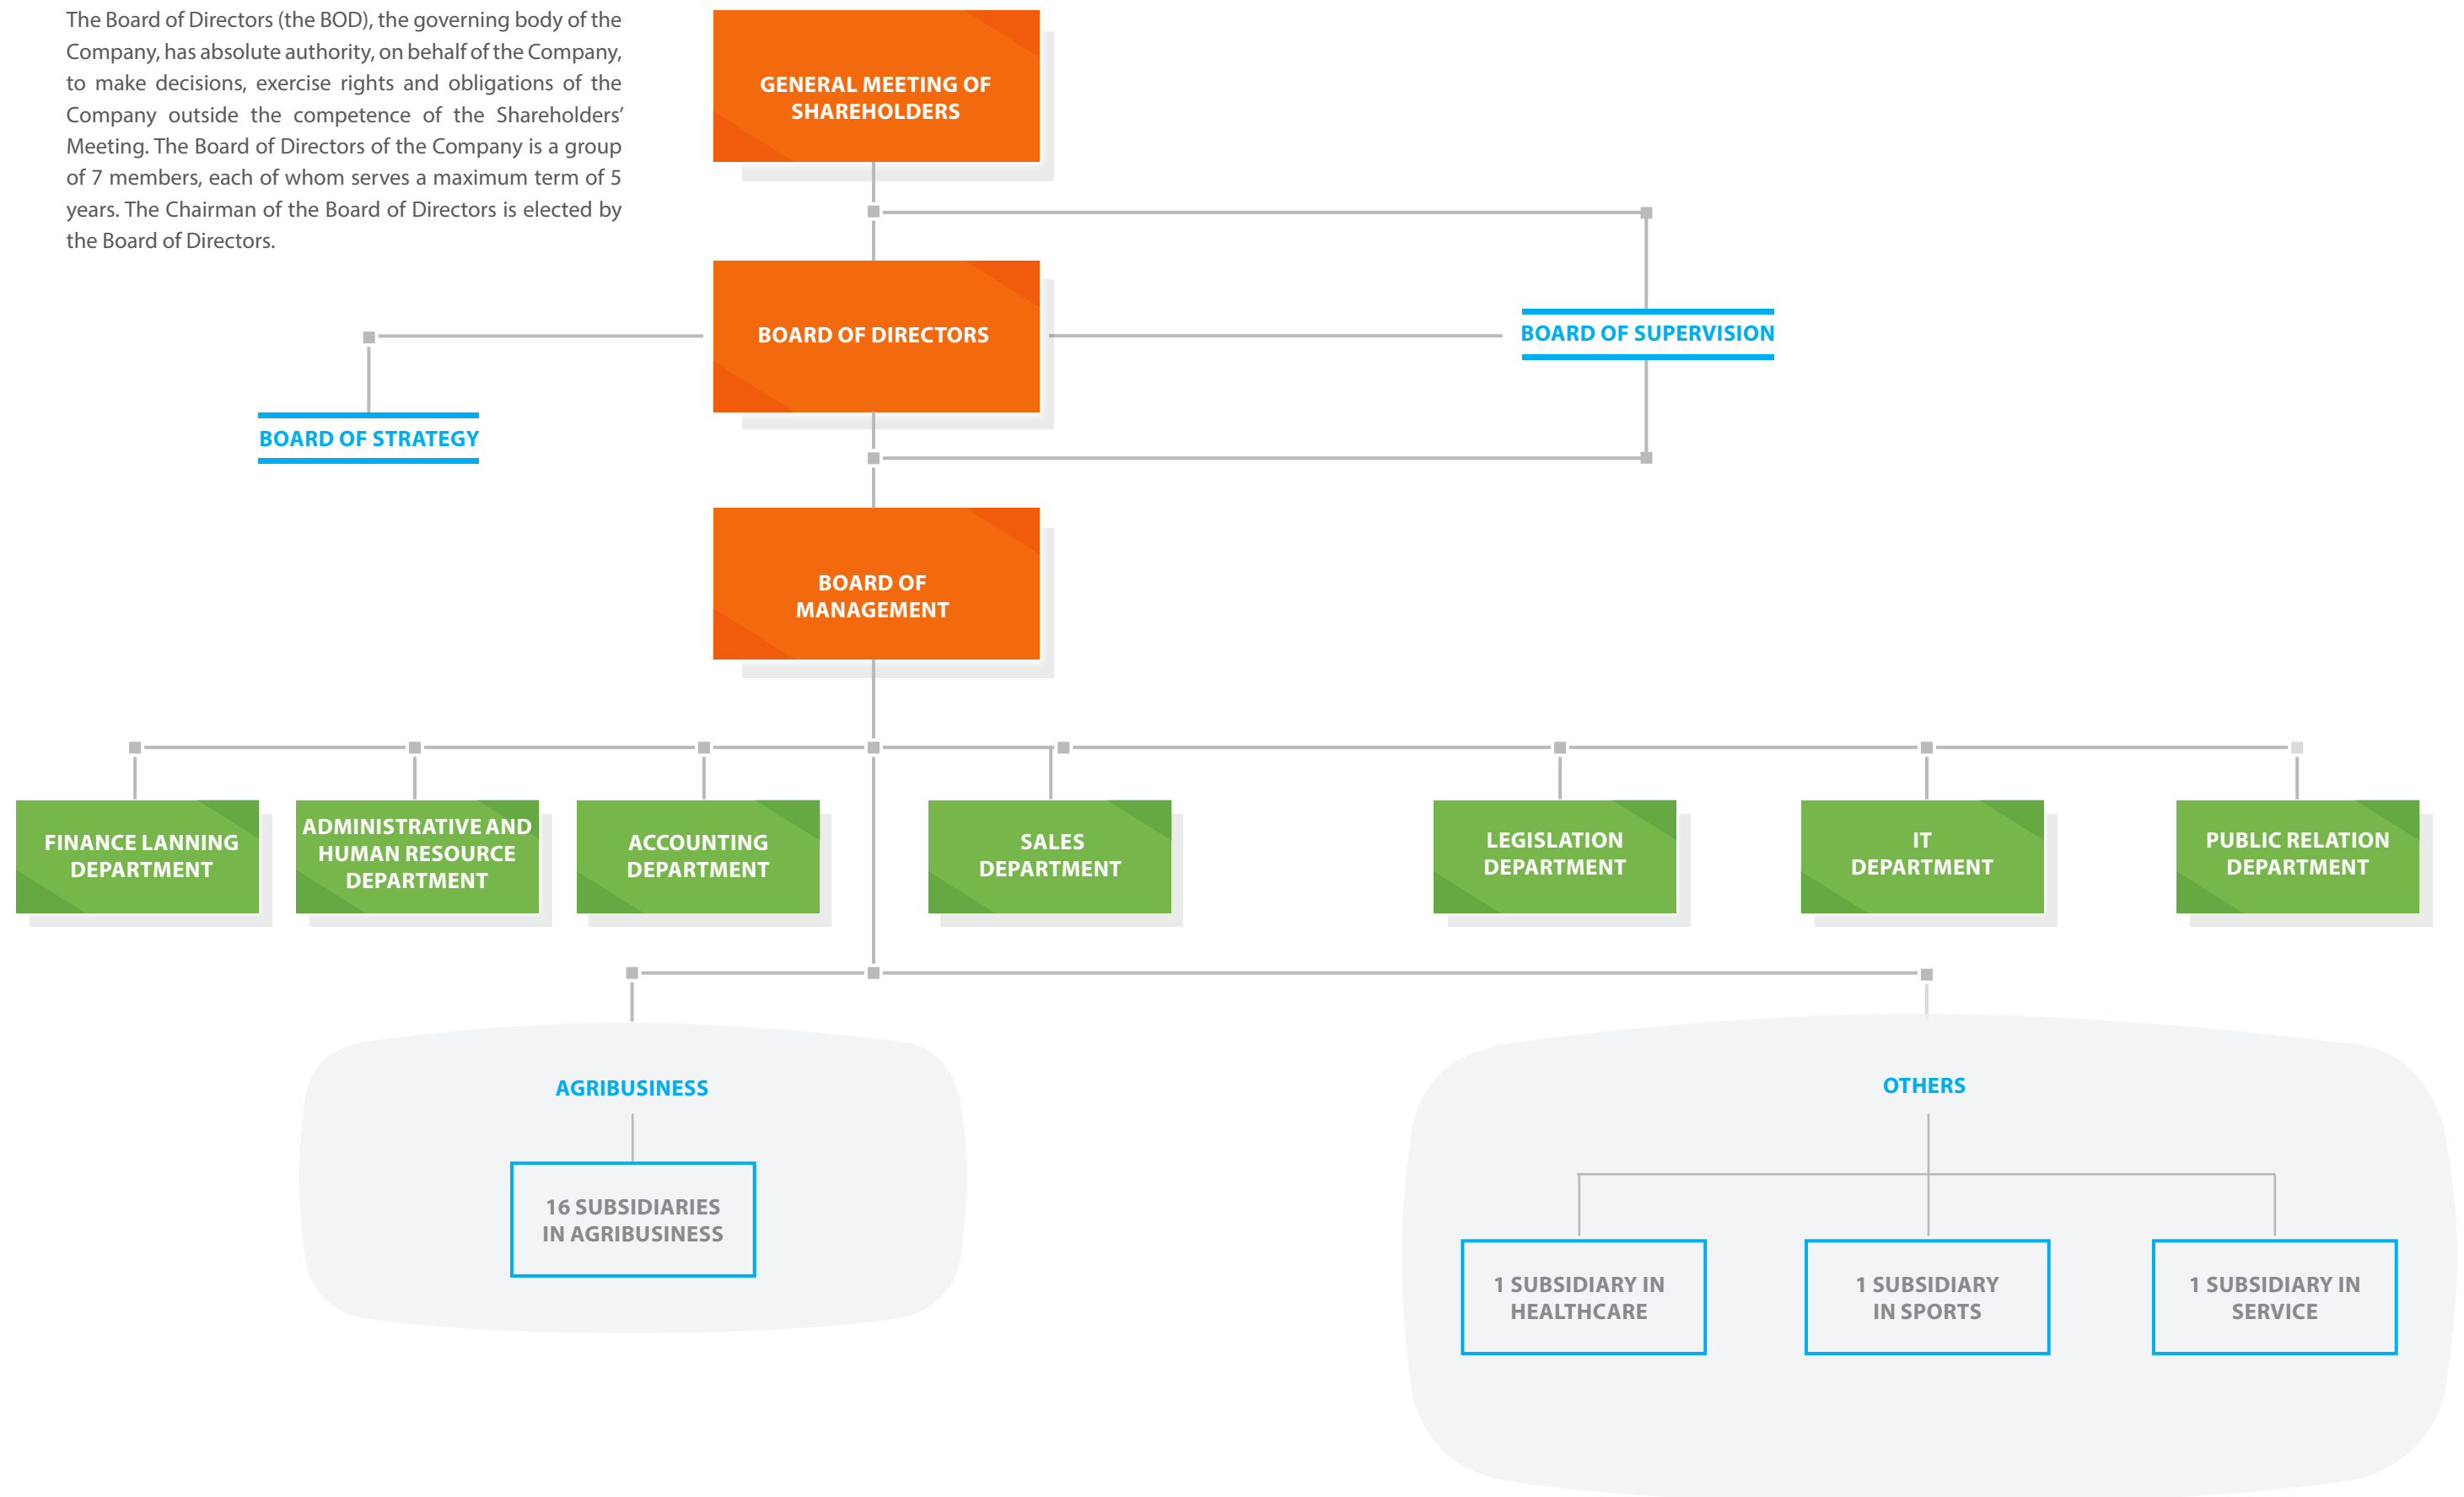 The Board of Directors (the BOD), the governing body of the
Company, has absolute authority, on behalf of the Company,
to make decisions, exercise rights and obligations of the
Company outside the competence of the Shareholders’
Meeting. The Board of Directors of the Company is a group
of 7 members, each of whom serves a maximum term of 5
years. The Chairman of the Board of Directors is elected by
the Board of Directors.
GENERAL MEETING OF
SHAREHOLDERS
BOARD OF DIRECTORS
BOARD OF SUPERVISION
BOARD OF STRATEGY
BOARD OF
MANAGEMENT
FINANCE LANNING
DEPARTMENT
ADMINISTRATIVE AND
HUMAN RESOURCE
DEPARTMENT
ACCOUNTING
DEPARTMENT
SALES
DEPARTMENT
LEGISLATION
DEPARTMENT
IT
DEPARTMENT
PUBLIC RELATION
DEPARTMENT
AGRIBUSINESS
16 SUBSIDIARIES
IN AGRIBUSINESS
OTHERS
1 SUBSIDIARY IN
HEALTHCARE
1 SUBSIDIARY
IN SPORTS
1 SUBSIDIARY IN
SERVICE